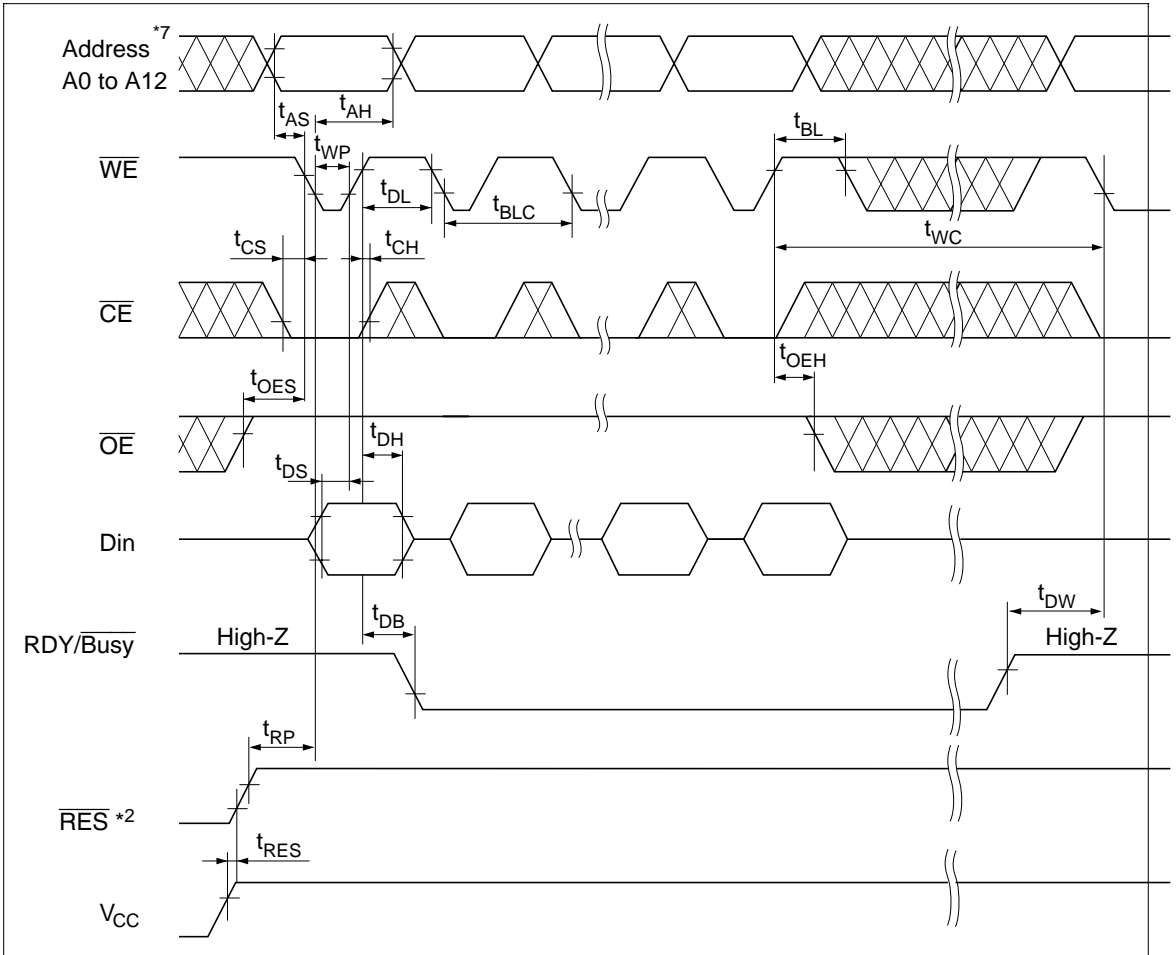 Address *7
A0 to A12
tAS
tAH
tBL
WE
tWP
tDL
tBLC
tWC
tCS
tCH
CE
tOEH
tOES
OE
tDH
tDS
Din
tDB
tDW
RDY/Busy
High-Z
High-Z
tRP
RES *2
tRES
VCC